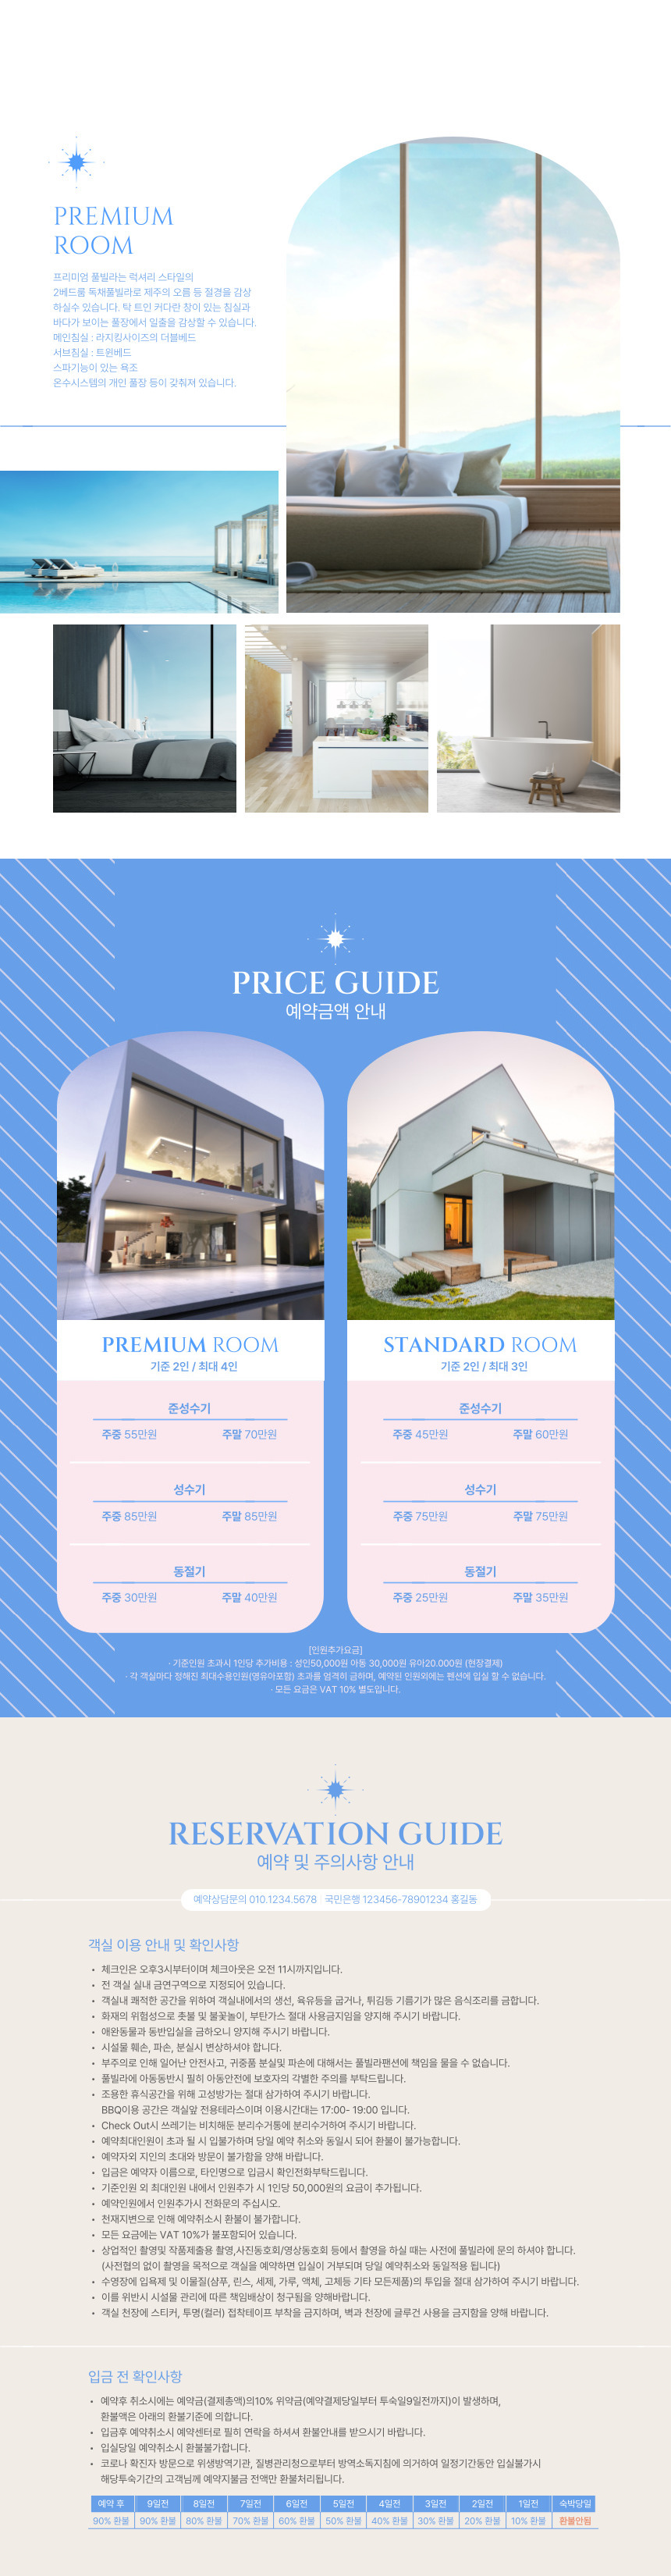 PREMIUM
ROOM
프리미엄 풀빌라는 럭셔리 스타일의
2베드룸 독채풀빌라로 제주의 오름 등 절경을 감상
하실수 있습니다. 탁 트인 커다란 창이 있는 침실과
바다가 보이는 풀장에서 일출을 감상할 수 있습니다.
메인침실 : 라지킹사이즈의 더블베드
서브침실 : 트윈베드
스파기능이 있는 욕조
온수시스템의 개인 풀장 등이 갖춰져 있습니다.
PRICE GUIDE
예약금액 안내
PREMIUM ROOM
기준 2인 / 최대 4인
준성수기
주중 55만원 주말 70만원
성수기
주중 85만원 주말 85만원
동절기
주중 30만원 주말 40만원
STANDARD ROOM
기준 2인 / 최대 3인
준성수기
주중 45만원 주말 60만원
성수기
주중 75만원 주말 75만원
동절기
주중 25만원 주말 35만원
[인원추가요금]
· 기준인원 초과시 1인당 추가비용 : 성인50,000원 아동 30,000원 유아20.000원 (현장결제)
· 각 객실마다 정해진 최대수용인원(영유아포함) 초과를 엄격히 금하며, 예약된 인원외에는 펜션에 입실 할 수 없습니다.
· 모든 요금은 VAT 10% 별도입니다.
RESERVATION GUIDE
예약 및 주의사항 안내
예약상담문의 010.1234.5678 국민은행 123456-78901234 홍길동
객실 이용 안내 및 확인사항
• 체크인은 오후3시부터이며 체크아웃은 오전 11시까지입니다.
• 전 객실 실내 금연구역으로 지정되어 있습니다.
• 객실내 쾌적한 공간을 위하여 객실내에서의 생선, 육유등을 굽거나, 튀김등 기름기가 많은 음식조리를 금합니다.
• 화재의 위험성으로 촛불 및 불꽃놀이, 부탄가스 절대 사용금지임을 양지해 주시기 바랍니다.
• 애완동물과 동반입실을 금하오니 양지해 주시기 바랍니다.
• 시설물 훼손, 파손, 분실시 변상하셔야 합니다.
• 부주의로 인해 일어난 안전사고, 귀중품 분실및 파손에 대해서는 풀빌라팬션에 책임을 물을 수 없습니다.
• 풀빌라에 아동동반시 필히 아동안전에 보호자의 각별한 주의를 부탁드립니다.
• 조용한 휴식공간을 위해 고성방가는 절대 삼가하여 주시기 바랍니다.
BBQ이용 공간은 객실앞 전용테라스이며 이용시간대는 17:00- 19:00 입니다.
• Check Out시 쓰레기는 비치해둔 분리수거통에 분리수거하여 주시기 바랍니다.
• 예약최대인원이 초과 될 시 입불가하며 당일 예약 취소와 동일시 되어 환불이 불가능합니다.
• 예약자외 지인의 초대와 방문이 불가함을 양해 바랍니다.
• 입금은 예약자 이름으로, 타인명으로 입금시 확인전화부탁드립니다.
• 기준인원 외 최대인원 내에서 인원추가 시 1인당 50,000원의 요금이 추가됩니다.
• 예약인원에서 인원추가시 전화문의 주십시오.
• 천재지변으로 인해 예약취소시 환불이 불가합니다.
• 모든 요금에는 VAT 10%가 불포함되어 있습니다.
• 상업적인 촬영및 작품제출용 촬영,사진동호회/영상동호회 등에서 촬영을 하실 때는 사전에 풀빌라에 문의 하셔야 합니다.
(사전협의 없이 촬영을 목적으로 객실을 예약하면 입실이 거부되며 당일 예약취소와 동일적용 됩니다)
• 수영장에 입욕제 및 이물질(샴푸, 린스, 세제, 가루, 액체, 고체등 기타 모든제품)의 투입을 절대 삼가하여 주시기 바랍니다.
• 이를 위반시 시설물 관리에 따른 책임배상이 청구됨을 양해바랍니다.
• 객실 천장에 스티커, 투명(컬러) 접착테이프 부착을 금지하며, 벽과 천장에 글루건 사용을 금지함을 양해 바랍니다.
입금 전 확인사항
• 예약후 취소시에는 예약금(결제총액)의10% 위약금(예약결제당일부터 투숙일9일전까지)이 발생하며,
환불액은 아래의 환불기준에 의합니다.
• 입금후 예약취소시 예약센터로 필히 연락을 하셔서 환불안내를 받으시기 바랍니다.
• 입실당일 예약취소시 환불불가합니다.
• 코로나 확진자 방문으로 위생방역기관, 질병관리청으로부터 방역소독지침에 의거하여 일정기간동안 입실불가시
해당투숙기간의 고객님께 예약지불금 전액만 환불처리됩니다.
예약 후 9일전 8일전 7일전 6일전 5일전 4일전 3일전 2일전 1일전 숙박당일
90% 환불 90% 환불 80% 환불 70% 환불 60% 환불 50% 환불 40% 환불 30% 환불 20% 환불 10% 환불 환불안됨